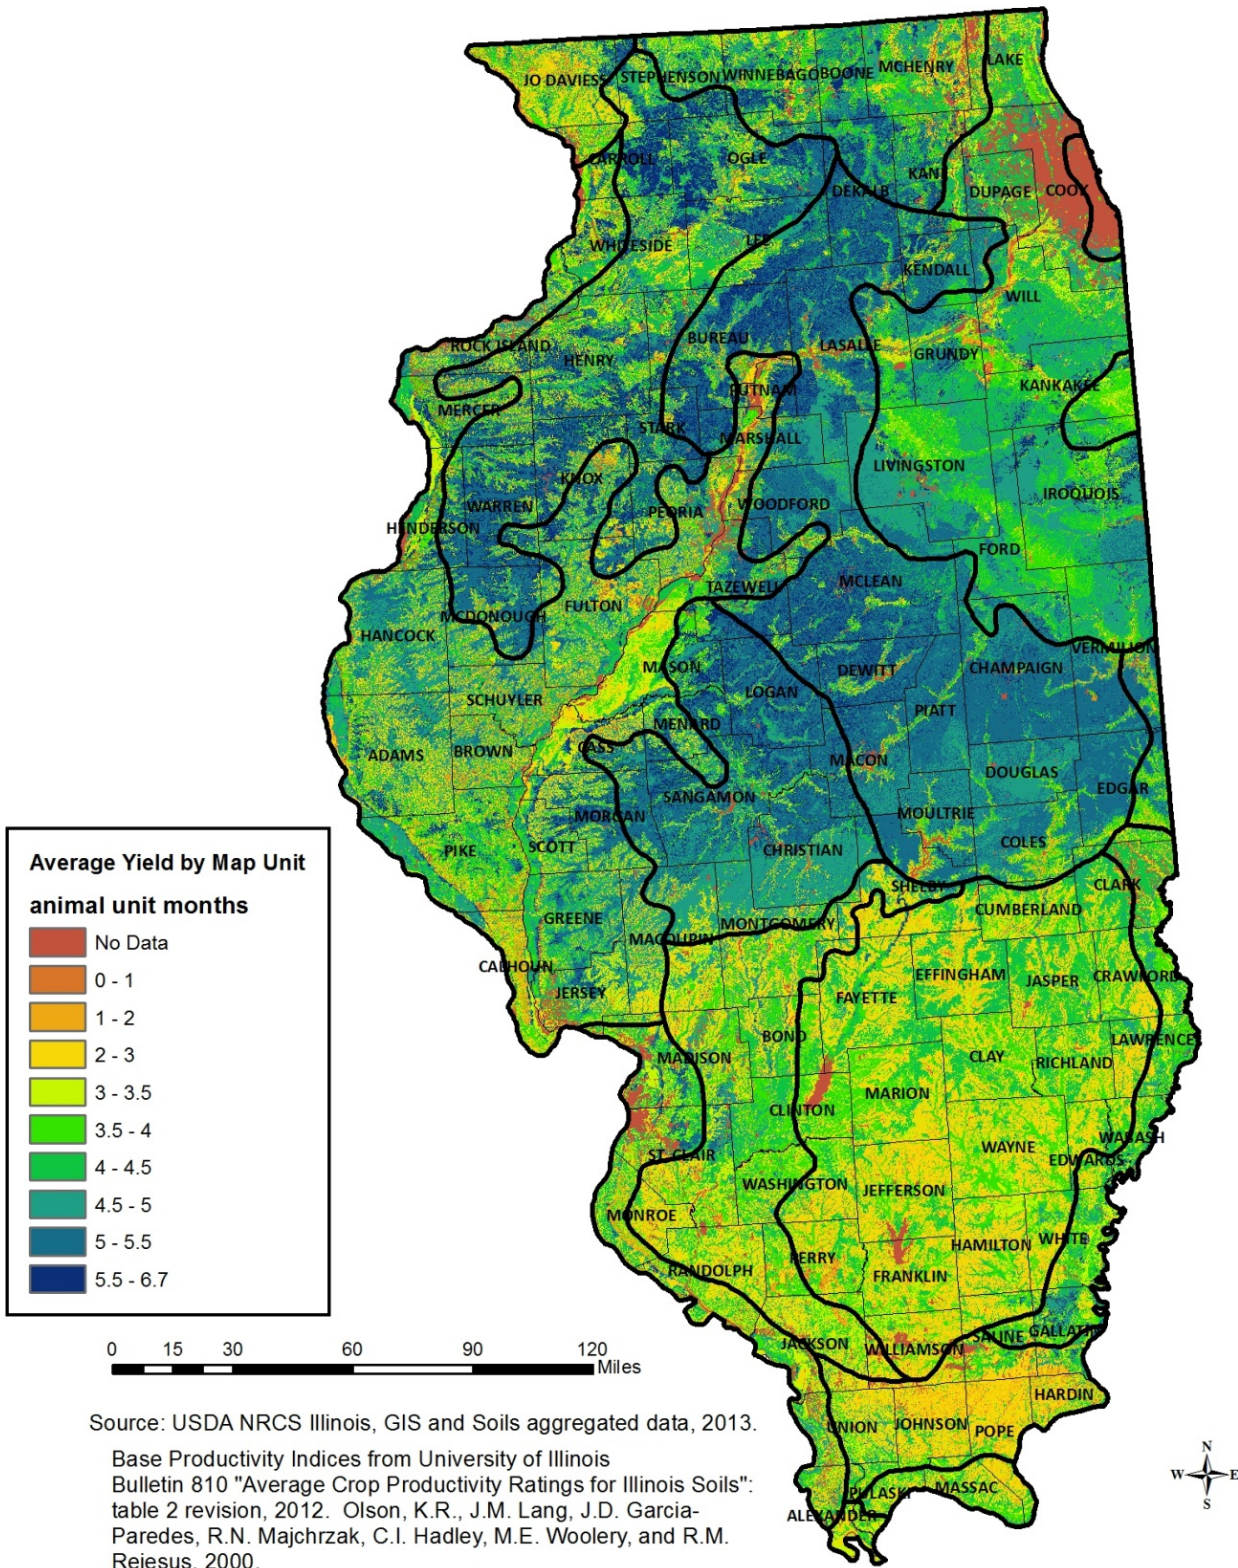 JO DAVIESS
STEPHENSON
WINNEBAGO
BOONE
MCHENRY
LAKE
CARROLL
OGLE
DEKALB
KANE
DUPAGE
COOK
WHITESIDE
LEE
KENDALL
WILL
ROCK ISLAND
HENRY
BUREAU
LASALLE
GRUNDY
KANKAKEE
MERCER
PUTNAM
STARK
MARSHALL
KNOX
LIVINGSTON
IROQUOIS
WARREN
PEORIA
WOODFORD
HENDERSON
FORD
TAZEWELL
MCLEAN
FULTON
MCDONOUGH
HANCOCK
VERMILION
MASON
DEWITT
CHAMPAIGN
SCHUYLER
LOGAN
PIATT
MENARD
ADAMS
BROWN
CASS
MACON
DOUGLAS
EDGAR
SANGAMON
MORGAN
MOULTRIE
PIKE
SCOTT
CHRISTIAN
COLES
SHELBY
CLARK
GREENE
MONTGOMERY
CUMBERLAND
MACOUPIN
CALHOUN
JERSEY
FAYETTE
EFFINGHAM
JASPER
CRAWFORD
BOND
MADISON
CLAY
RICHLAND
LAWRENCE
CLINTON
MARION
WAYNE
WABASH
EDWARDS
ST. CLAIR
WASHINGTON
JEFFERSON
MONROE
PERRY
HAMILTON
WHITE
RANDOLPH
FRANKLIN
JACKSON
WILLIAMSON
SALINE
GALLATIN
UNION
JOHNSON
POPE
HARDIN
PULASKI
MASSAC
ALEXANDER
Average Yield by Map Unit
animal unit months
No Data
0 - 1
1 - 2
2 - 3
3 - 3.5
3.5 - 4
4 - 4.5
4.5 - 5
5 - 5.5
5.5 - 6.7
0 15 30 60 90 120
Miles
Source: USDA NRCS Illinois, GIS and Soils aggregated data, 2013.
Base Productivity Indices from University of Illinois
Bulletin 810 "Average Crop Productivity Ratings for Illinois Soils":
table 2 revision, 2012. Olson, K.R., J.M. Lang, J.D. Garcia-
Paredes, R.N. Majchrzak, C.I. Hadley, M.E. Woolery, and R.M.
Rejesus, 2000.
N
W E
S